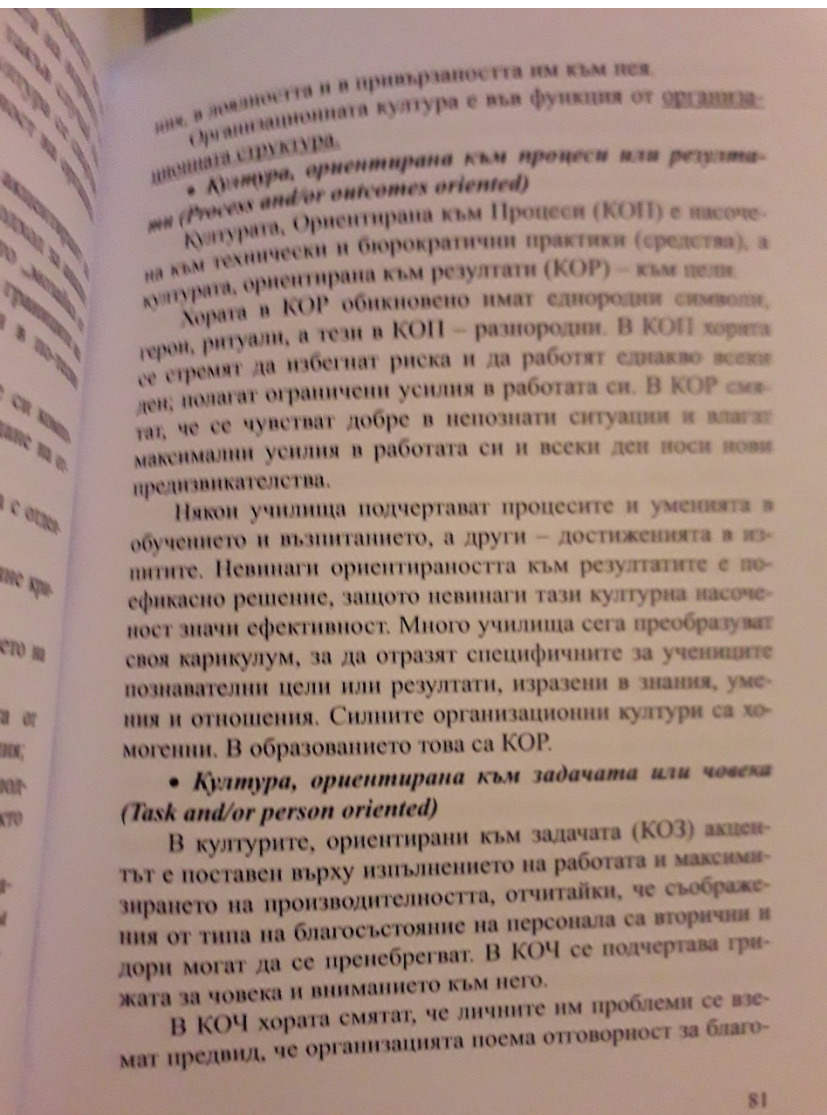 ния, в лоялността и в привързаността им към нея.
Организационната култура е във функция от организа-
ционната структура.
• Култура, ориентирана към процеси или резулта-
ти (Process and/or outcomes oriented)
Културата, Ориентирана към Процеси (КОП) е насоче-
на към технически и бюрократични практики (средства), а
културата, ориентирана към резултати (КОР) – към цели.
Хората в КОР обикновено имат еднородни символи,
герои, ритуали, а тези в КОП – разнородни. В КОП хората
се стремят да избегнат риска и да работят еднакво всеки
ден; полагат ограничени усилия в работата си. В КОР смя-
тат, че се чувстват добре в непознати ситуации и влагат
максимални усилия в работата си и всеки ден носи нови
предизвикателства.
Някои училища подчертават процесите и уменията в
обучението и възпитанието, а други – достиженията в из-
питите. Невинаги ориентираността към резултатите е по-
ефикасно решение, защото невинаги тази културна насоче-
ност значи ефективност. Много училища сега преобразуват
своя карикулум, за да отразят специфичните за учениците
познавателни цели или резултати, изразени в знания, уме-
ния и отношения. Силните организационни култури са хо-
могенни. В образованието това са КОР.
• Култура, ориентирана към задачата или човека
(Task and/or person oriented)
В културите, ориентирани към задачата (КОЗ) акцен-
тът е поставен върху изпълнението на работата и максими-
зирането на производителността, отчитайки, че съображе-
ния от типа на благосъстояние на персонала са вторични и
дори могат да се пренебрегват. В КОЧ се подчертава гри-
жата за човека и вниманието към него.
В КОЧ хората смятат, че личните им проблеми се взе-
мат предвид, че организацията поема отговорност за благо-
81